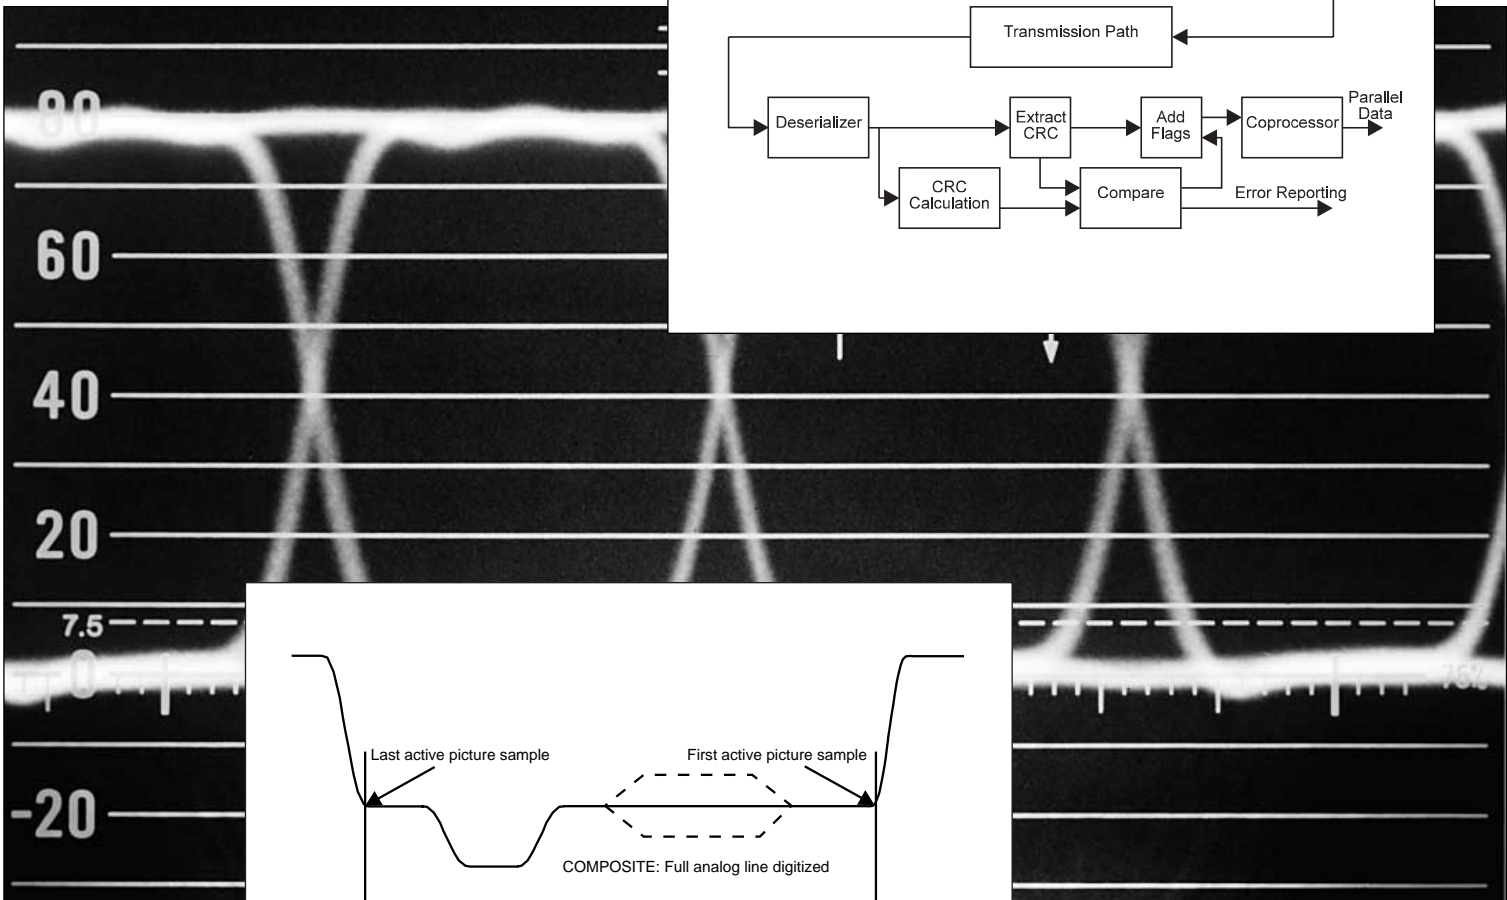 Transmission Path
Deserializer
Extract
CRC
Add
Flags
Coprocessor
Parallel
Data
CRC
Calculation
Compare
Error Reporting
80
60
40
20
7.5
0
75%
-20
Last active picture sample
First active picture sample
COMPOSITE: Full analog line digitized